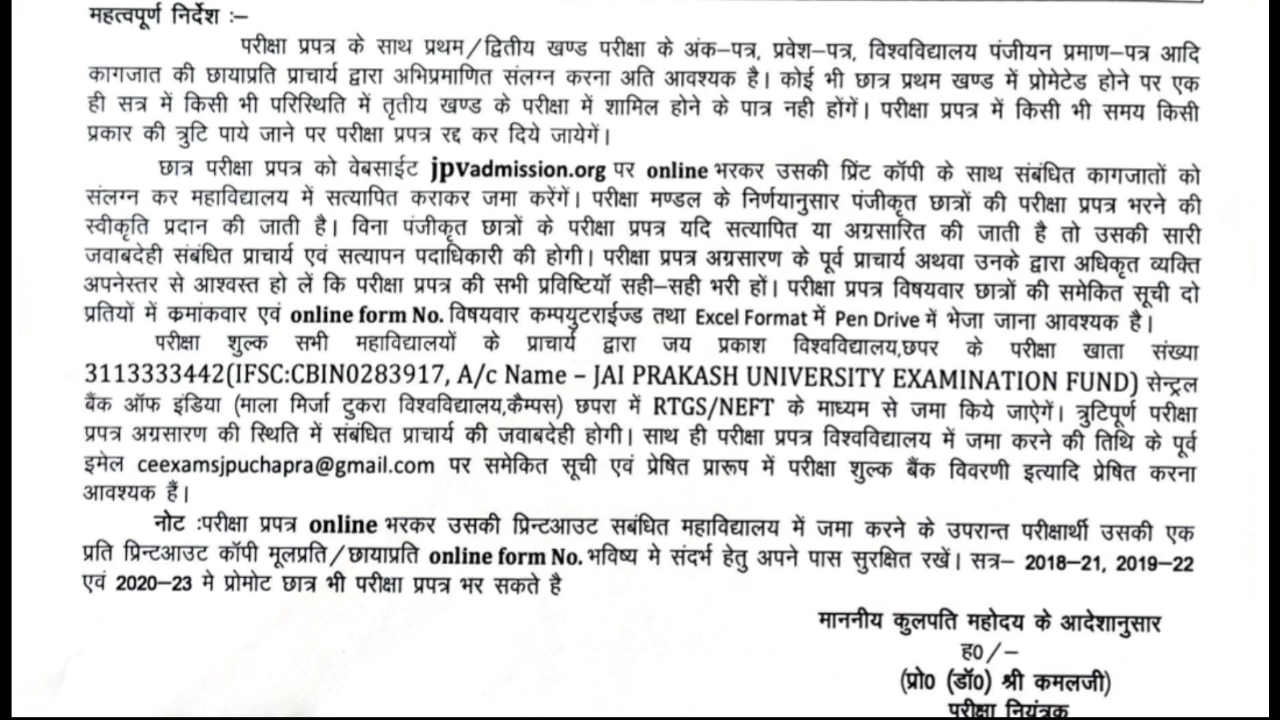 महत्वपूर्ण निर्देश :–
परीक्षा प्रपत्र के साथ प्रथम/द्वितीय खण्ड परीक्षा के अंक–पत्र, प्रवेश–पत्र, विश्वविद्यालय पंजीयन प्रमाण–पत्र आदि
कागजात की छायाप्रति प्राचार्य द्वारा अभिप्रमाणित संलग्न करना अति आवश्यक है। कोई भी छात्र प्रथम खण्ड में प्रोमेटेड होने पर एक
ही सत्र में किसी भी परिस्थिति में तृतीय खण्ड के परीक्षा में शामिल होने के पात्र नही होंगें। परीक्षा प्रपत्र में किसी भी समय किसी
प्रकार की त्रुटि पाये जाने पर परीक्षा प्रपत्र रद्द कर दिये जायेगें।
छात्र परीक्षा प्रपत्र को वेबसाईट jpvadmission.org पर online भरकर उसकी प्रिंट कॉपी के साथ संबंधित कागजातों को
संलग्न कर महाविद्यालय में सत्यापित कराकर जमा करेंगें। परीक्षा मण्डल के निर्णयानुसार पंजीकृत छात्रों की परीक्षा प्रपत्र भरने की
स्वीकृति प्रदान की जाती है। विना पंजीकृत छात्रों के परीक्षा प्रपत्र यदि सत्यापित या अग्रसारित की जाती है तो उसकी सारी
जवाबदेही संबंधित प्राचार्य एवं सत्यापन पदाधिकारी की होगी। परीक्षा प्रपत्र अग्रसारण के पूर्व प्राचार्य अथवा उनके द्वारा अधिकृत व्यक्ति
अपनेस्तर से आश्वस्त हो लें कि परीक्षा प्रपत्र की सभी प्रविष्टियॉ सही–सही भरी हों। परीक्षा प्रपत्र विषयवार छात्रों की समेकित सूची दो
प्रतियों में क्रमांकवार एवं online form No. विषयवार कम्पयुटराईज्ड तथा Excel Format में Pen Drive में भेजा जाना आवश्यक है।
परीक्षा शुल्क सभी महाविद्यालयों के प्राचार्य द्वारा जय प्रकाश विश्वविद्यालय,छपर के परीक्षा खाता संख्या
3113333442(IFSC:CBIN0283917, A/c Name – JAI PRAKASH UNIVERSITY EXAMINATION FUND) सेन्ट्रल
बैंक ऑफ इंडिया (माला मिर्जा टुकरा विश्वविद्यालय,कैम्पस) छपरा में RTGS/NEFT के माध्यम से जमा किये जाऐगें। त्रुटिपूर्ण परीक्षा
प्रपत्र अग्रसारण की स्थिति में संबंधित प्राचार्य की जवाबदेही होगी। साथ ही परीक्षा प्रपत्र विश्वविद्यालय में जमा करने की तिथि के पूर्व
इमेल ceexamsjpuchapra@gmail.com पर समेकित सूची एवं प्रेषित प्रारूप में परीक्षा शुल्क बैंक विवरणी इत्यादि प्रेषित करना
आवश्यक हैं।
नोट :परीक्षा प्रपत्र online भरकर उसकी प्रिन्टआउट सबंधित महाविद्यालय में जमा करने के उपरान्त परीक्षार्थी उसकी एक
प्रति प्रिन्टआउट कॉपी मूलप्रति/छायाप्रति online form No. भविष्य मे संदर्भ हेतु अपने पास सुरक्षित रखें। सत्र– 2018–21, 2019–22
एवं 2020–23 मे प्रोमोट छात्र भी परीक्षा प्रपत्र भर सकते है
माननीय कुलपति महोदय के आदेशानुसार
ह0/–
(प्रो0 (डॉ0) श्री कमलजी)
परीक्षा नियंत्रक